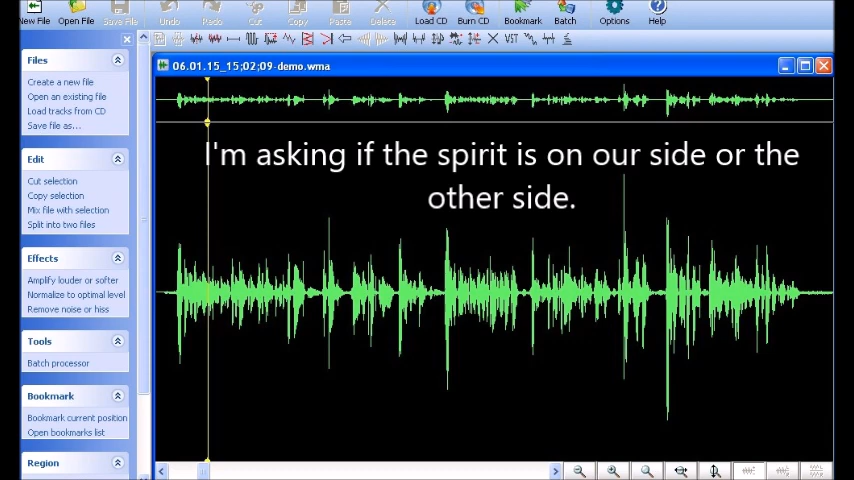 New File Open File Save File Undo Redo Cut Copy Paste Delete Load CD Burn CD Bookmark Batch Options Help
VST
Files
Create a new file
Open an existing file
Load tracks from CD
Save file as...
Edit
Cut selection
Copy selection
Mix file with selection
Split into two files
Effects
Amplify louder or softer
Normalize to optimal level
Remove noise or hiss
Tools
Batch processor
Bookmark
Bookmark current position
Open bookmarks list
Region
06.01.15_15;02;09-demo.wma
I'm asking if the spirit is on our side or the
other side.